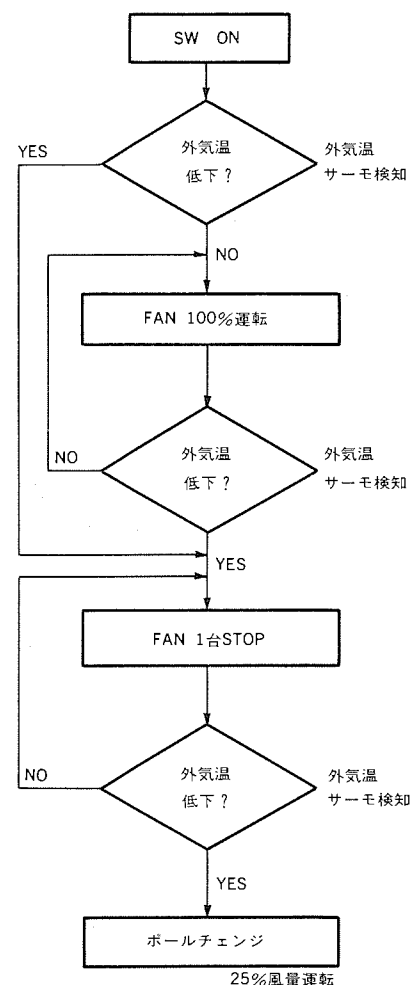 SW ON
外気温
低下?
YES
外気温
サーモ検知
NO
FAN 100%運転
外気温
低下?
NO
外気温
サーモ検知
YES
FAN 1台STOP
外気温
低下?
NO
外気温
サーモ検知
YES
ポールチェンジ
25%風量運転